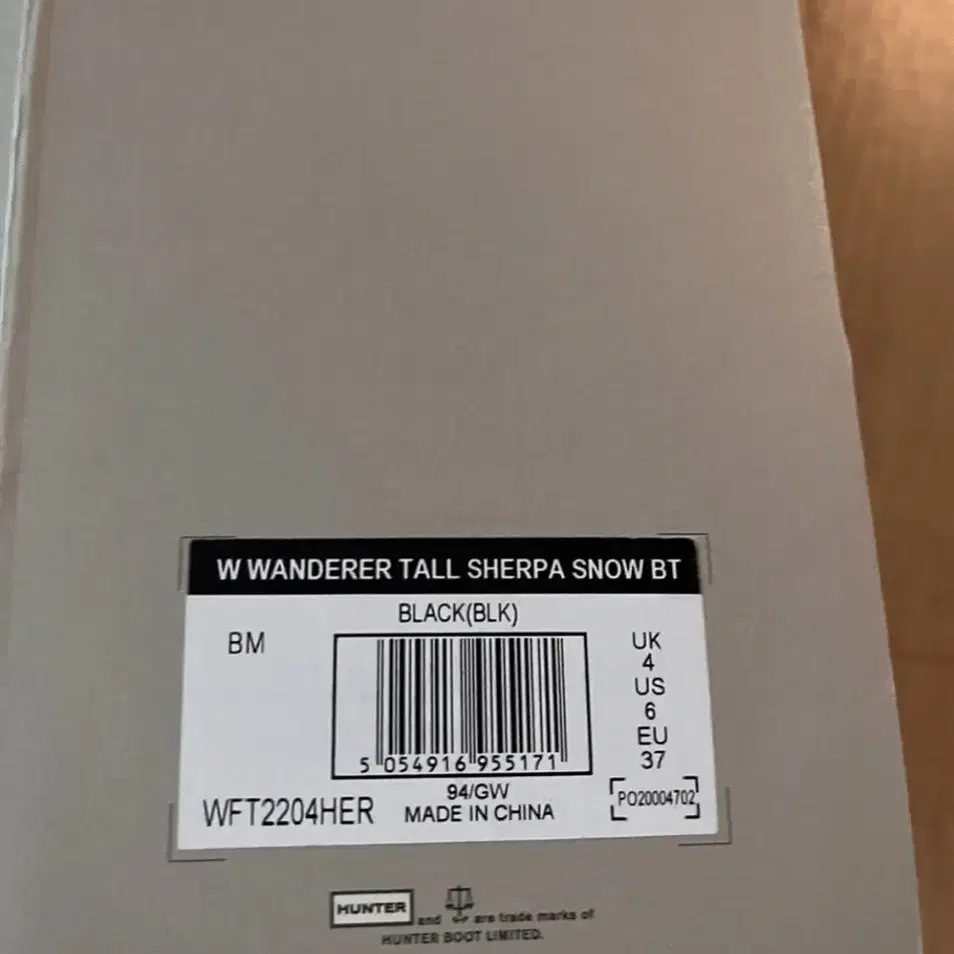 W WANDERER TALL SHERPA SNOW BT
BLACK(BLK)
BM
UK
4
US
6
EU
37
5 054916 955171
94/GW
MADE IN CHINA
WFT2204HER
PO20004702
HUNTER and are trade marks of
HUNTER BOOT LIMITED.